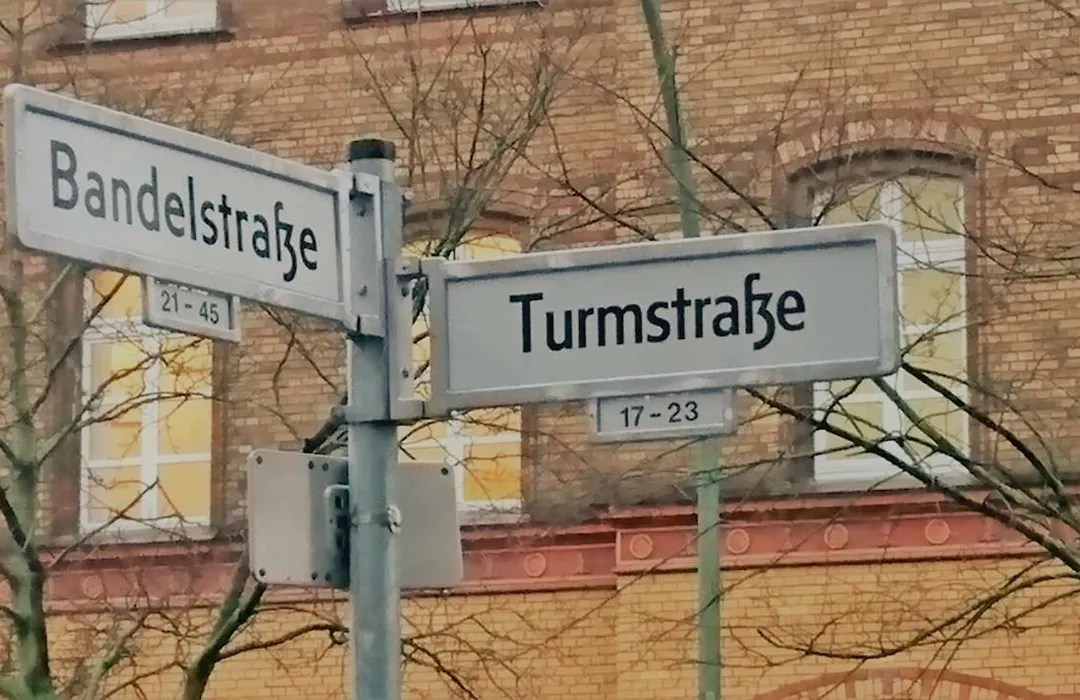 Bandelstraße
21 - 45
Turmstraße
17 - 23